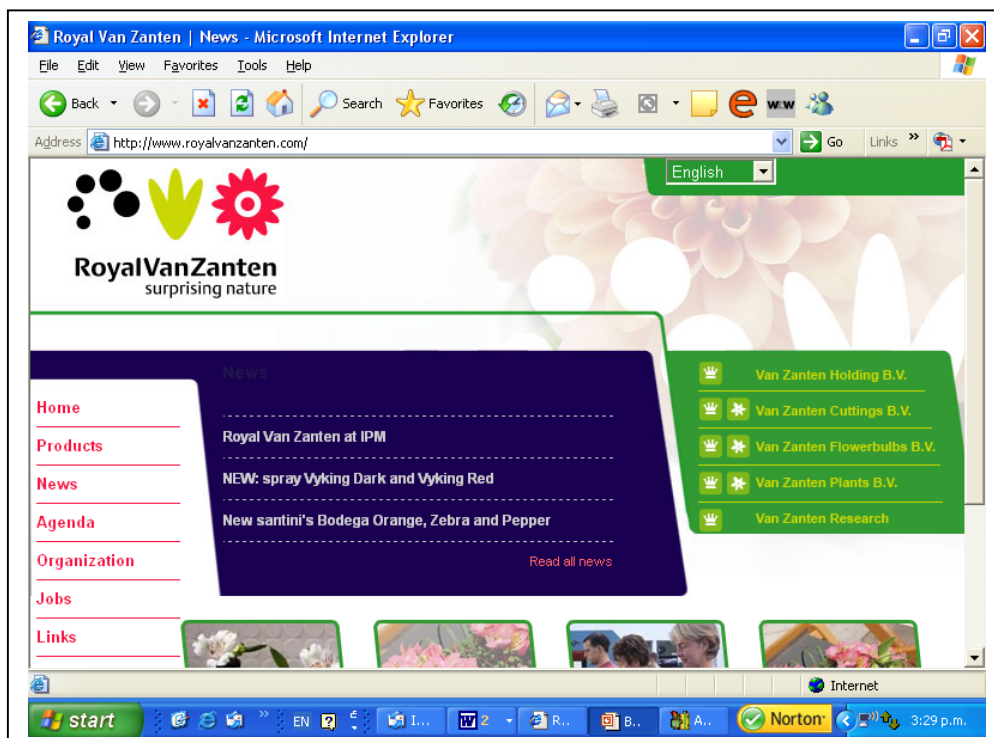 Royal Van Zanten | News - Microsoft Internet Explorer
File Edit View Favorites Tools Help
Back Search Favorites
Address http://www.royalvanzanten.com/ Go Links »
English
RoyalVanZanten
surprising nature
News
Home
Products
News
Agenda
Organization
Jobs
Links
Royal Van Zanten at IPM
NEW: spray Vyking Dark and Vyking Red
New santini's Bodega Orange, Zebra and Pepper
Read all news
Van Zanten Holding B.V.
Van Zanten Cuttings B.V.
Van Zanten Flowerbulbs B.V.
Van Zanten Plants B.V.
Van Zanten Research
Internet
start » EN I... 2 R... B.. A.. Norton 3:29 p.m.